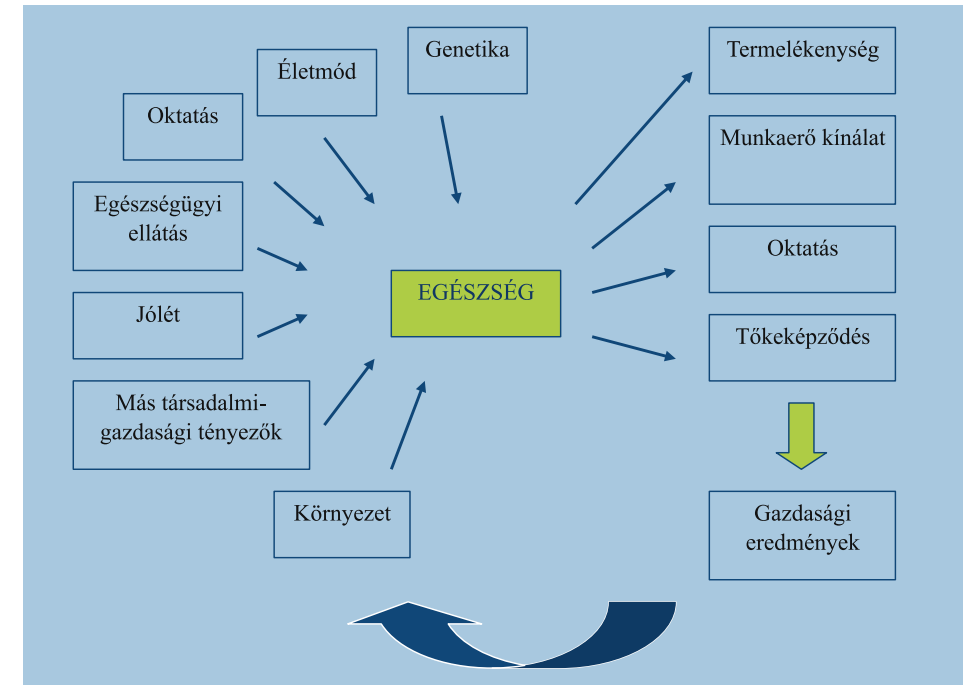 Genetika
Életmód
Oktatás
Egészségügyi
ellátás
Jólét
Más társadalmi-
gazdasági tényezők
Környezet
EGÉSZSÉG
Termelékenység
Munkaerő kínálat
Oktatás
Tőkeképződés
Gazdasági
eredmények